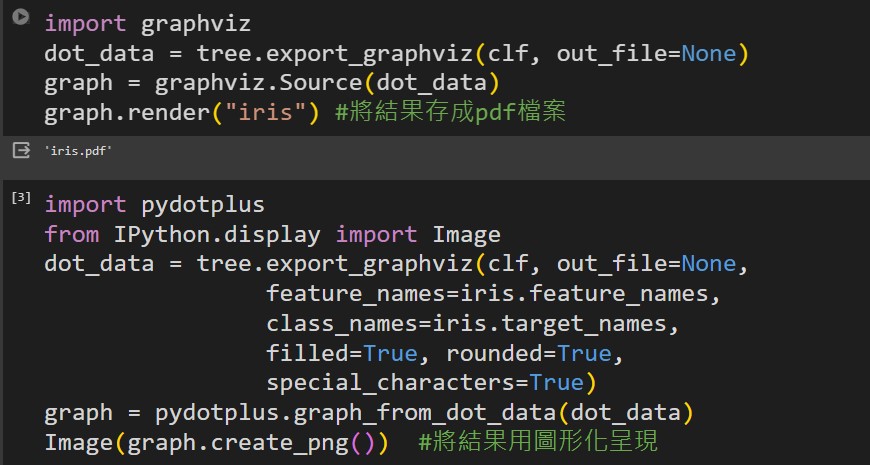 import graphviz
dot_data = tree.export_graphviz(clf, out_file=None)
graph = graphviz.Source(dot_data)
graph.render("iris") #將結果存成pdf檔案
'iris.pdf'
[3]
import pydotplus
from IPython.display import Image
dot_data = tree.export_graphviz(clf, out_file=None,
feature_names=iris.feature_names,
class_names=iris.target_names,
filled=True, rounded=True,
special_characters=True)
graph = pydotplus.graph_from_dot_data(dot_data)
Image(graph.create_png()) #將結果用圖形化呈現